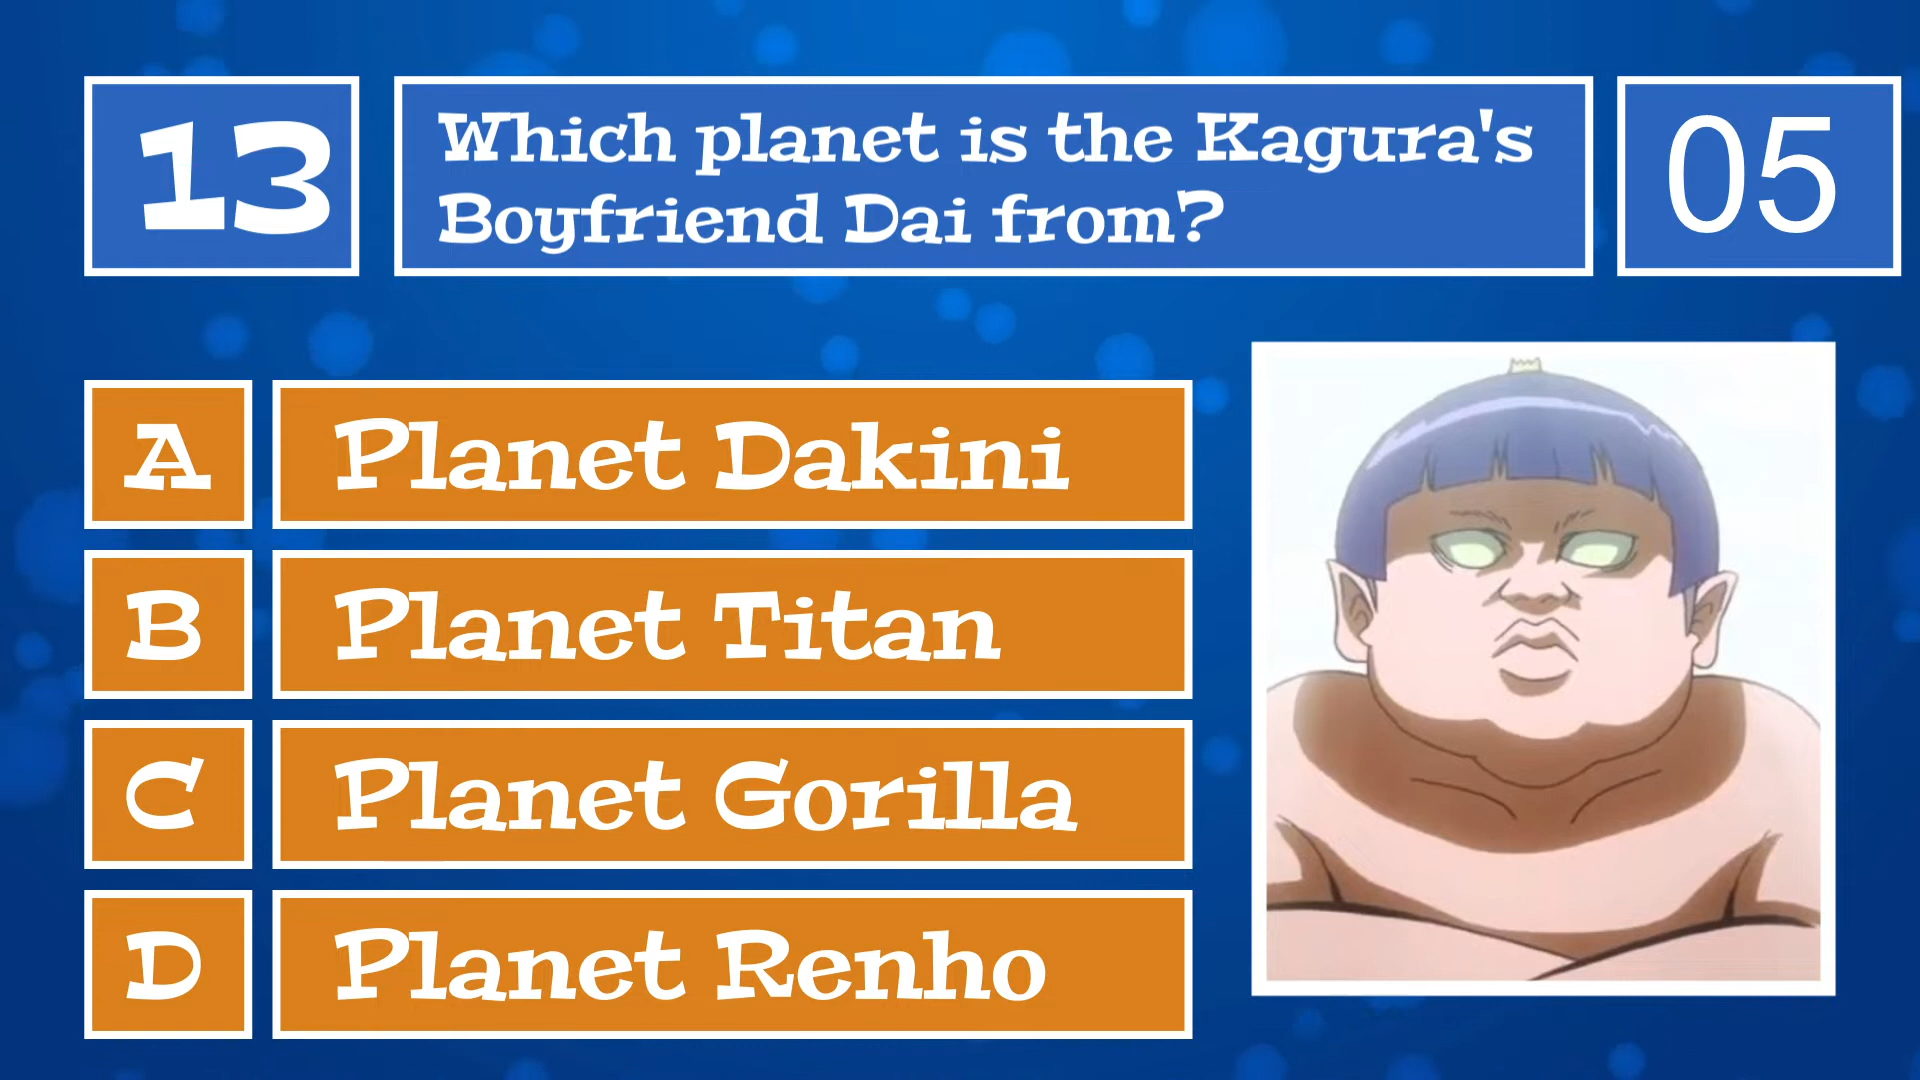 13
Which planet is the Kagura's
Boyfriend Dai from?
05
A
Planet Dakini
B
Planet Titan
C
Planet Gorilla
D
Planet Renho